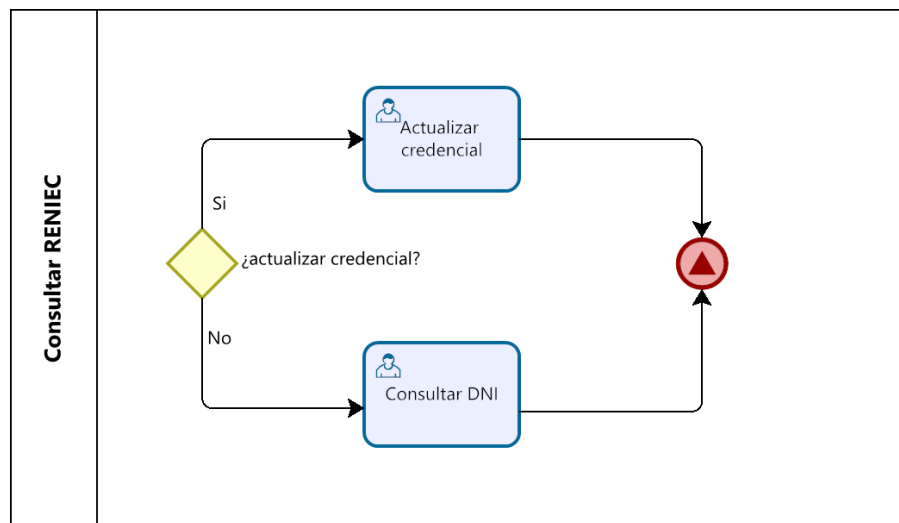 Consultar RENIEC
Actualizar
credencial
Si
¿actualizar credencial?
No
Consultar DNI